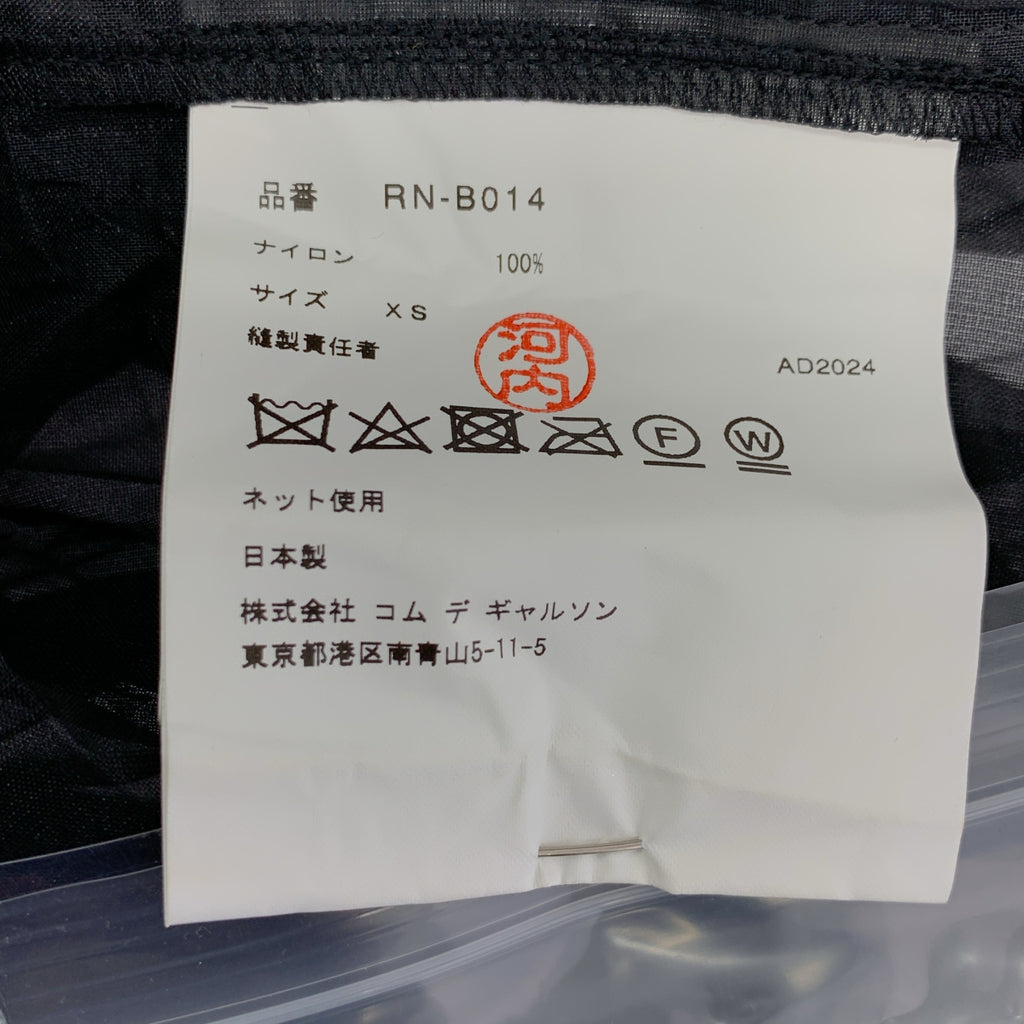 品番 RN-B014
ナイロン 100%
サイズ XS
縫製責任者 河内
AD2024
F W
ネット使用
日本製
株式会社 コム デ ギャルソン
東京都港区南青山5-11-5